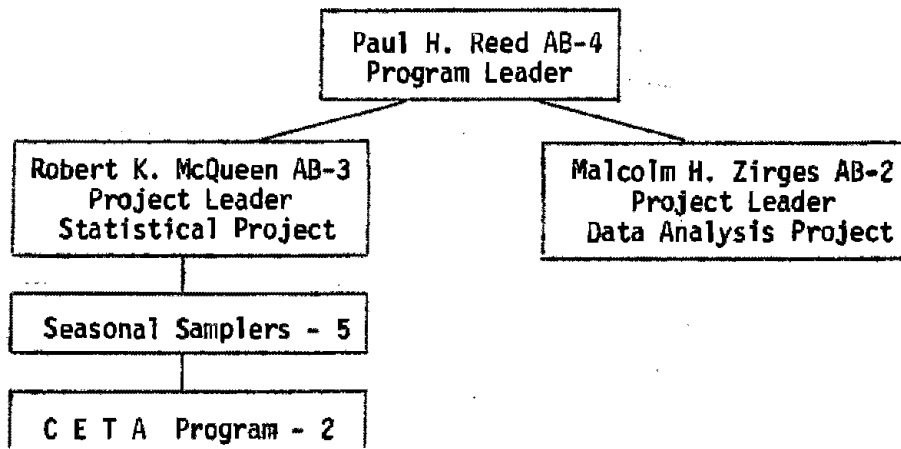 Paul H. Reed AB-4
Program Leader
Robert K. McQueen AB-3
Project Leader
Statistical Project
Malcolm H. Zirges AB-2
Project Leader
Data Analysis Project
Seasonal Samplers - 5
C E T A Program - 2